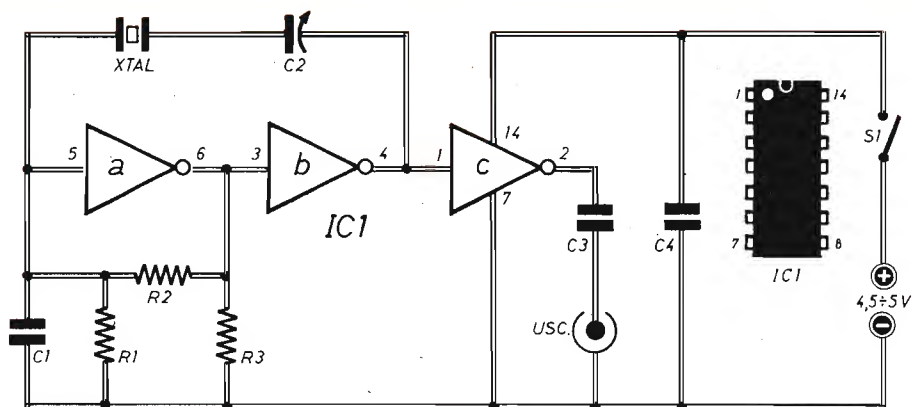 XTAL
C2
5
a
6
3
b
4
1
c
14
7
2
IC1
C1
R1
R2
R3
C3
USC.
C4
1
14
7
8
IC1
S1
+
4,5÷5V
−